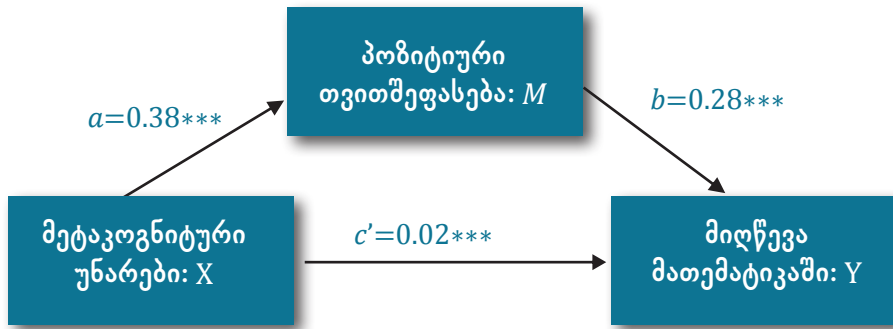 პოზიტიური
თვითშეფასება: M
a=0.38***
b=0.28***
მეტაკოგნიტური
უნარები: X
c’=0.02***
მიღწევა
მათემატიკაში: Y